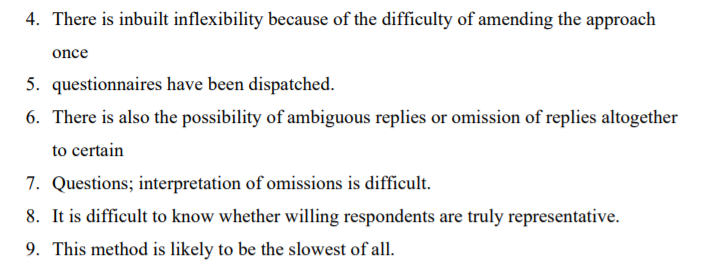 4. There is inbuilt inflexibility because of the difficulty of amending the approach
once
5. questionnaires have been dispatched.
6. There is also the possibility of ambiguous replies or omission of replies altogether
to certain
7. Questions; interpretation of omissions is difficult.
8. It is difficult to know whether willing respondents are truly representative.
9. This method is likely to be the slowest of all.